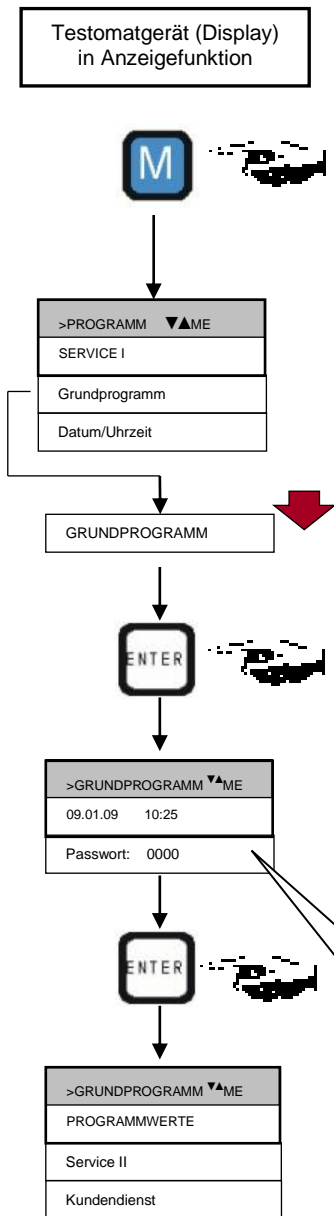 Testomatgerät (Display)
in Anzeigefunktion
M
>PROGRAMM ▼▲ME
SERVICE I
Grundprogramm
Datum/Uhrzeit
GRUNDPROGRAMM
ENTER
>GRUNDPROGRAMM ▼▲ME
09.01.09 10:25
Passwort: 0000
ENTER
>GRUNDPROGRAMM ▼▲ME
PROGRAMMWERTE
Service II
Kundendienst